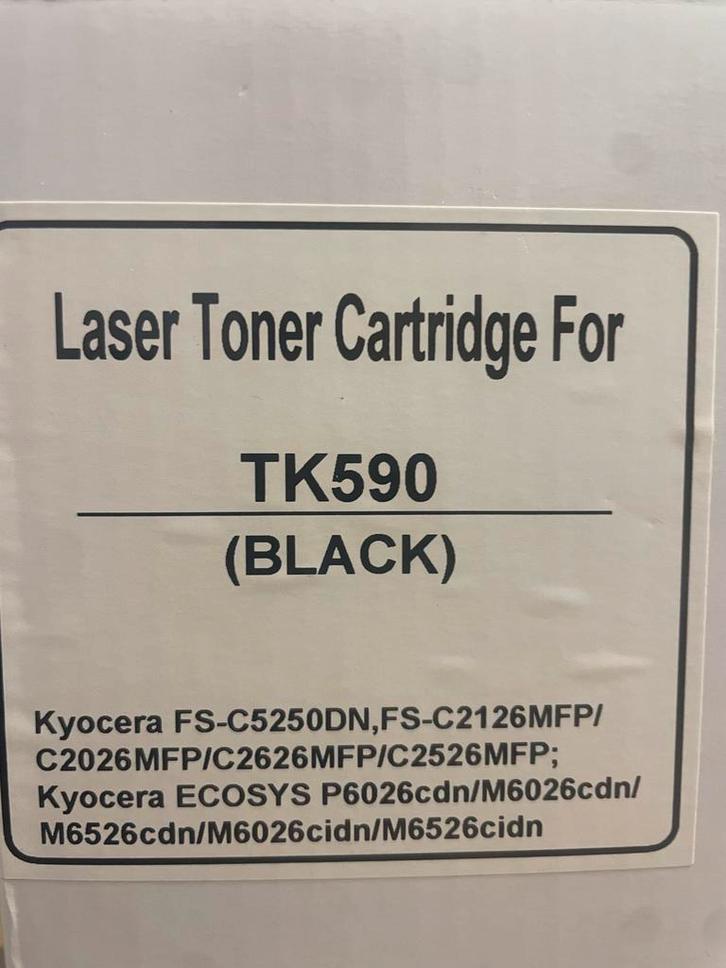 Laser Toner Cartridge For
TK590
(BLACK)
Kyocera FS-C5250DN,FS-C2126MFP/
C2026MFP/C2626MFP/C2526MFP;
Kyocera ECOSYS P6026cdn/M6026cdn/
M6526cdn/M6026cidn/M6526cidn